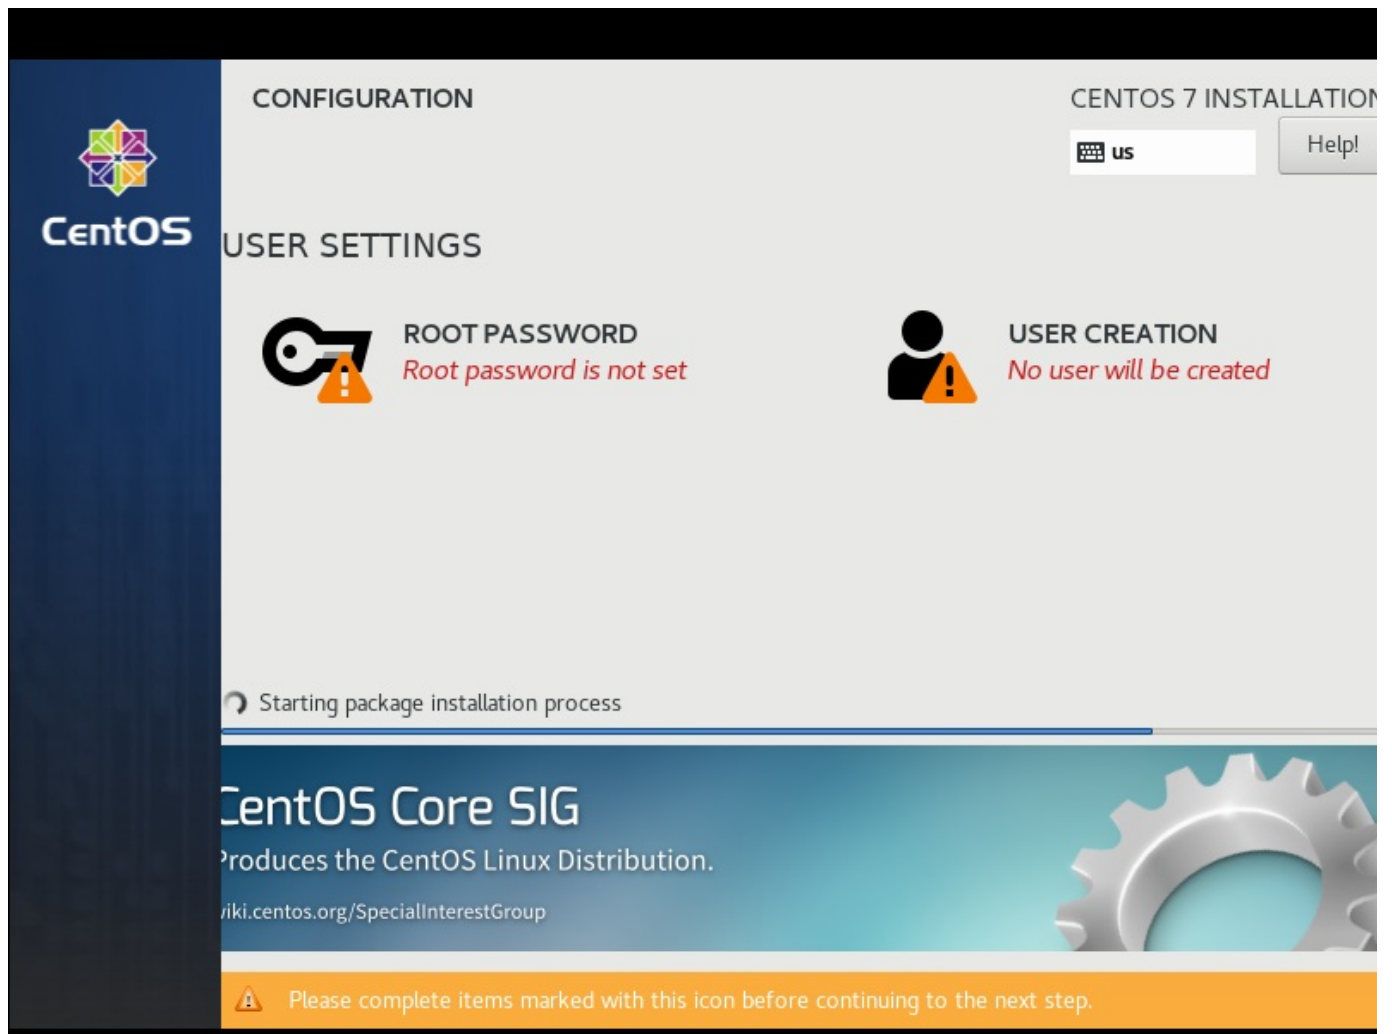 CONFIGURATION
CENTOS 7 INSTALLATION
us
Help!
CentOS
USER SETTINGS
ROOT PASSWORD
Root password is not set
USER CREATION
No user will be created
Starting package installation process
CentOS Core SIG
Produces the CentOS Linux Distribution.
wiki.centos.org/SpecialInterestGroup
Please complete items marked with this icon before continuing to the next step.